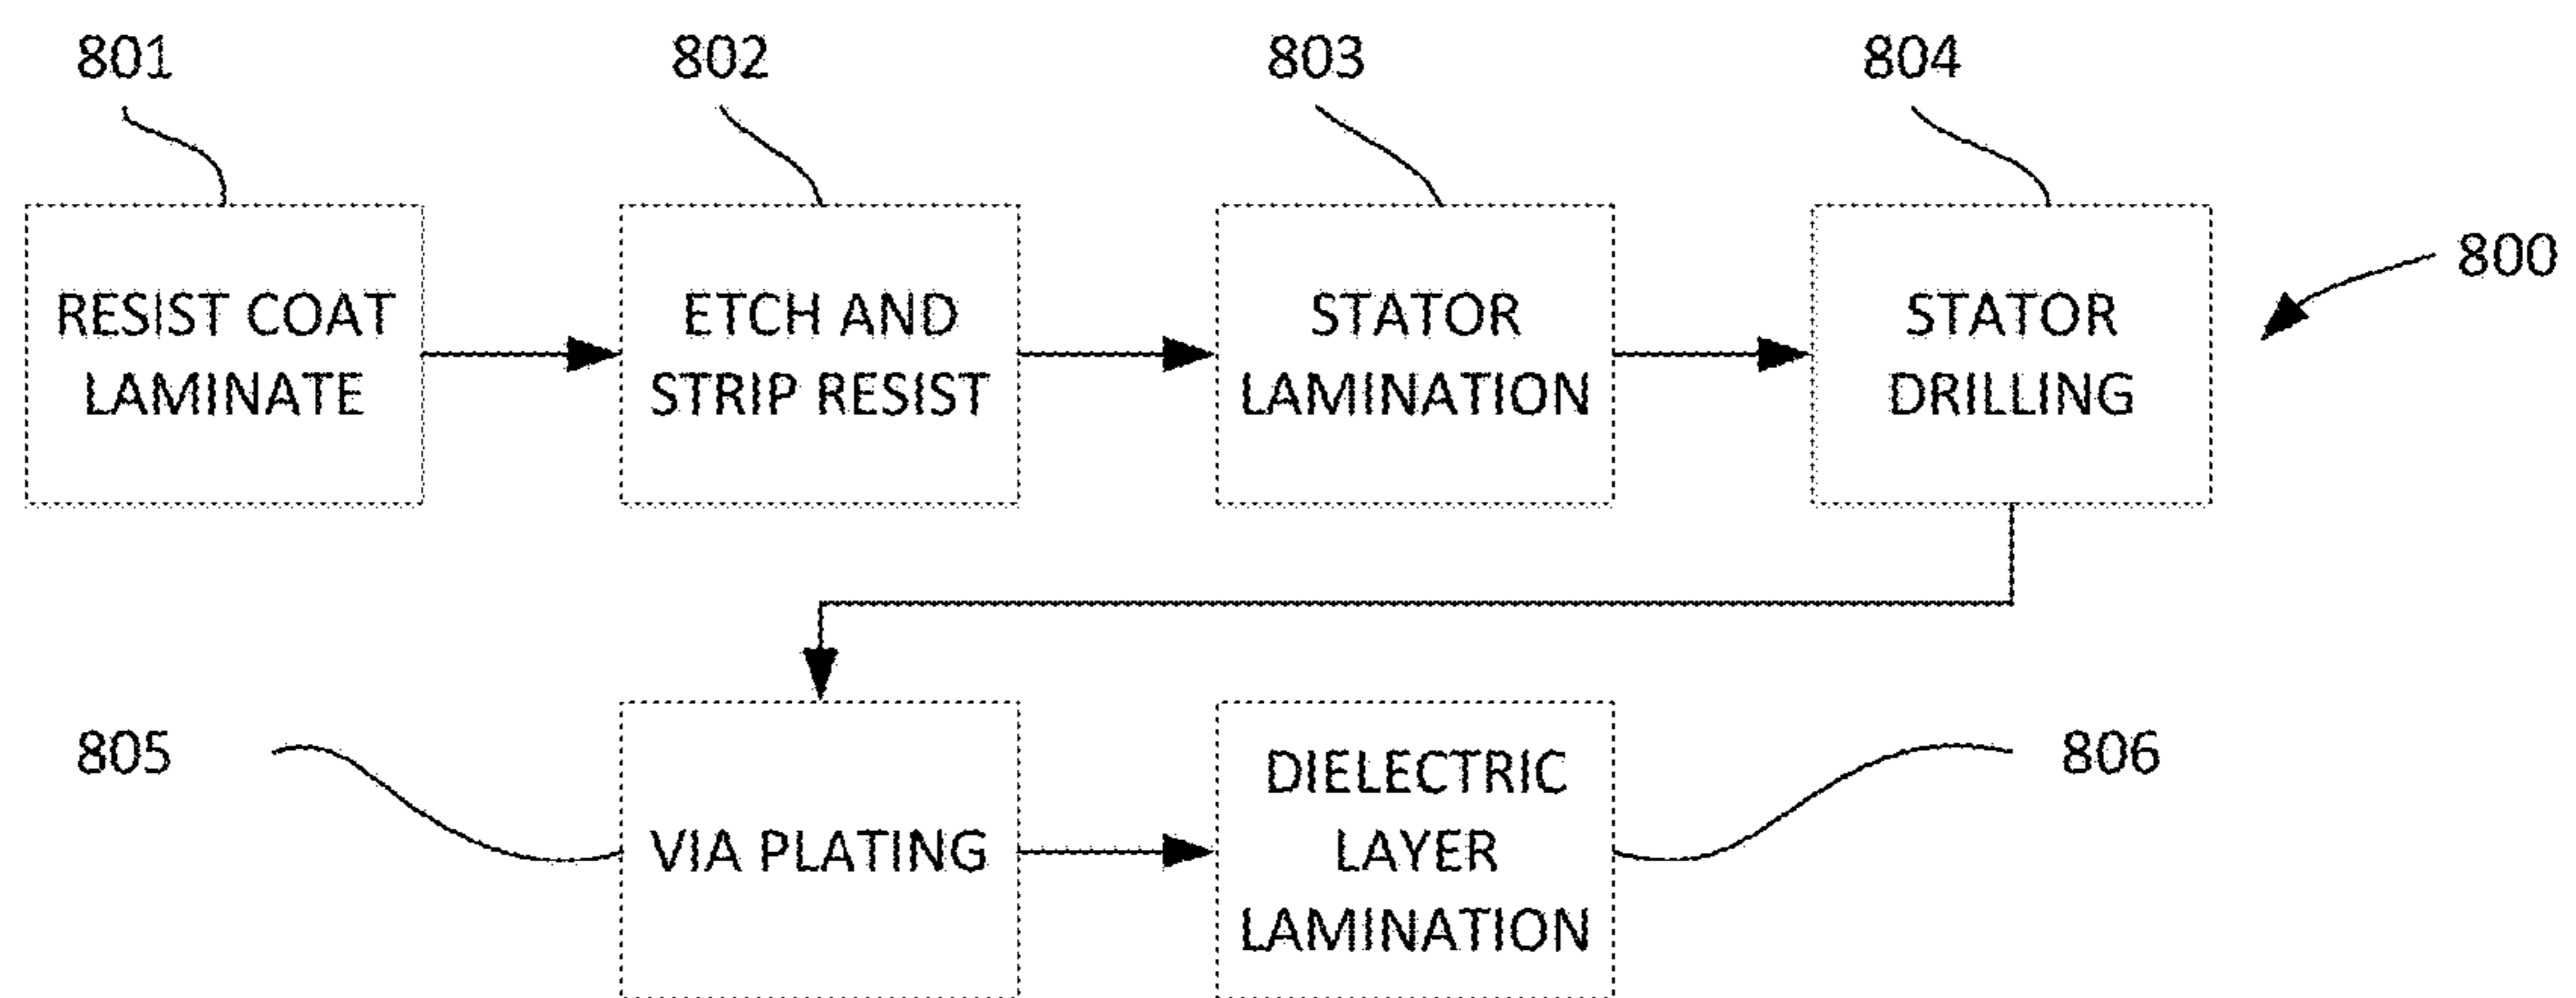 801
802
803
804
800
RESIST COAT
LAMINATE
ETCH AND
STRIP RESIST
STATOR
LAMINATION
STATOR
DRILLING
805
VIA PLATING
DIELECTRIC
LAYER
LAMINATION
806